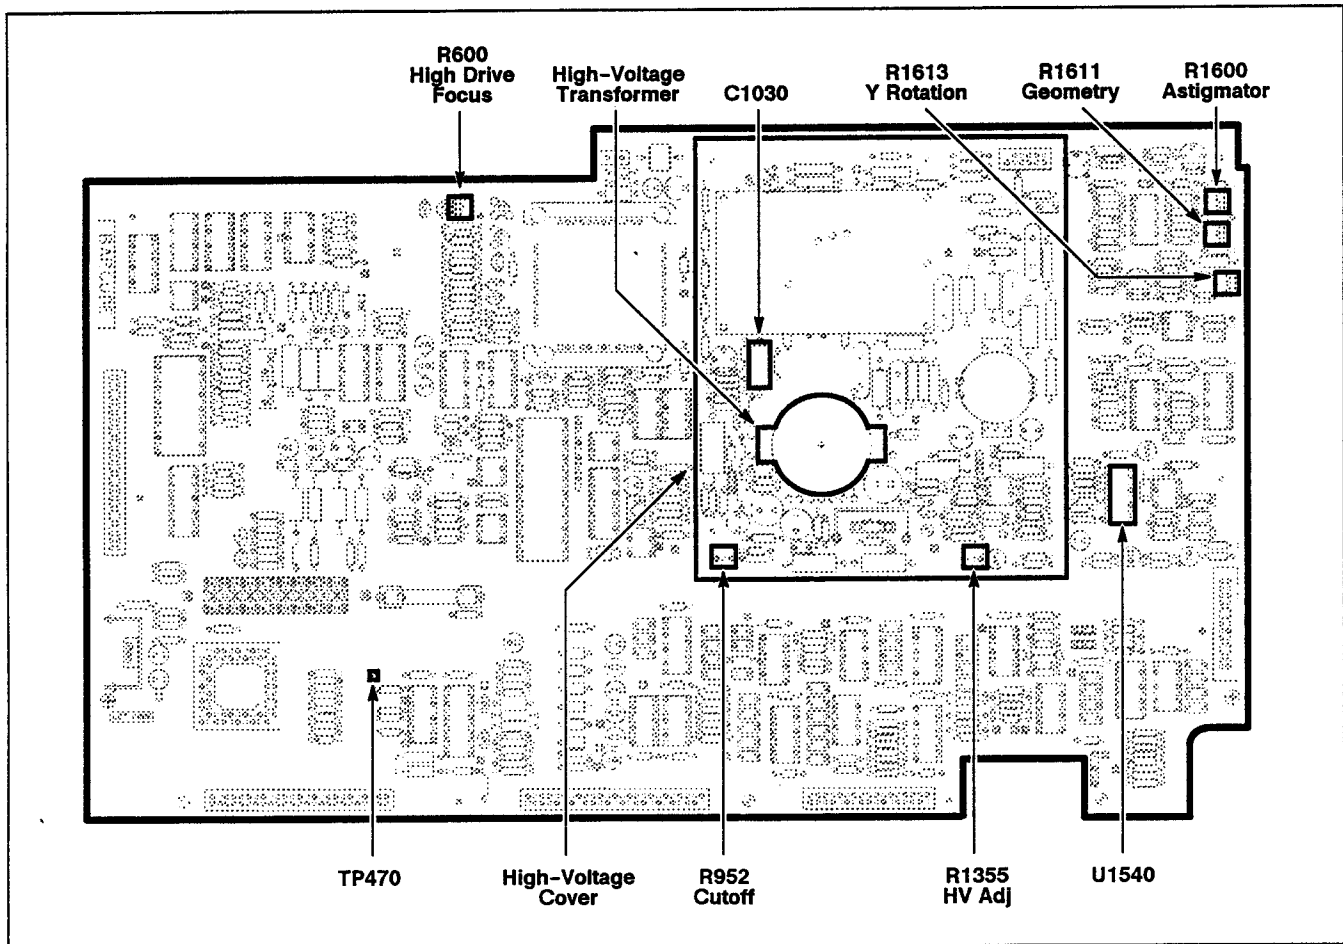 R600
High Drive
Focus
High-Voltage
Transformer
C1030
R1613
Y Rotation
R1611
Geometry
R1600
Astigmator
TP470
High-Voltage
Cover
R952
Cutoff
R1355
HV Adj
U1540